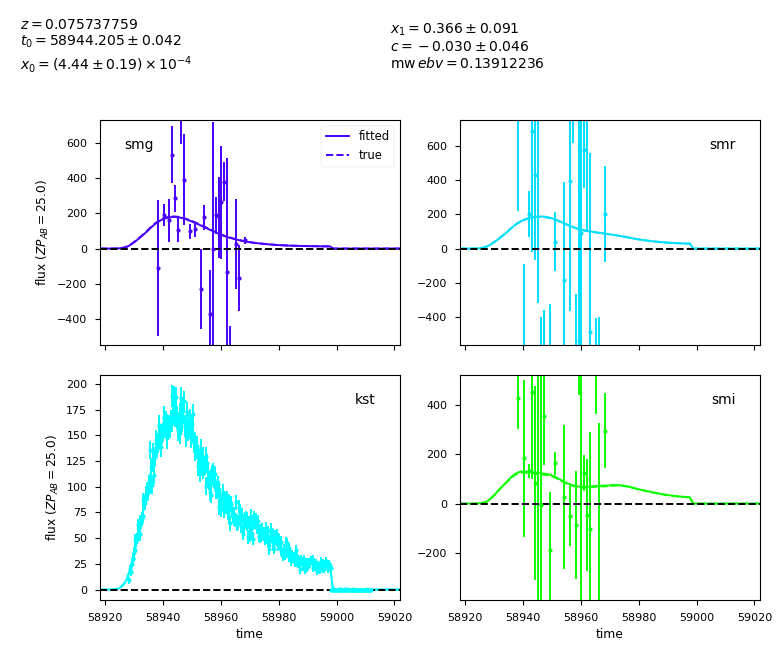 z = 0.075737759
t₀ = 58944.205 ± 0.042
x₀ = (4.44 ± 0.19) × 10⁻⁴
x₁ = 0.366 ± 0.091
c = −0.030 ± 0.046
mw ebv = 0.13912236
smg
fitted
true
600
400
200
0
−200
−400
flux (ZP_AB = 25.0)
smr
600
400
200
0
−200
−400
kst
200
175
150
125
100
75
50
25
0
flux (ZP_AB = 25.0)
58920 58940 58960 58980 59000 59020
time
smi
400
200
0
−200
58920 58940 58960 58980 59000 59020
time